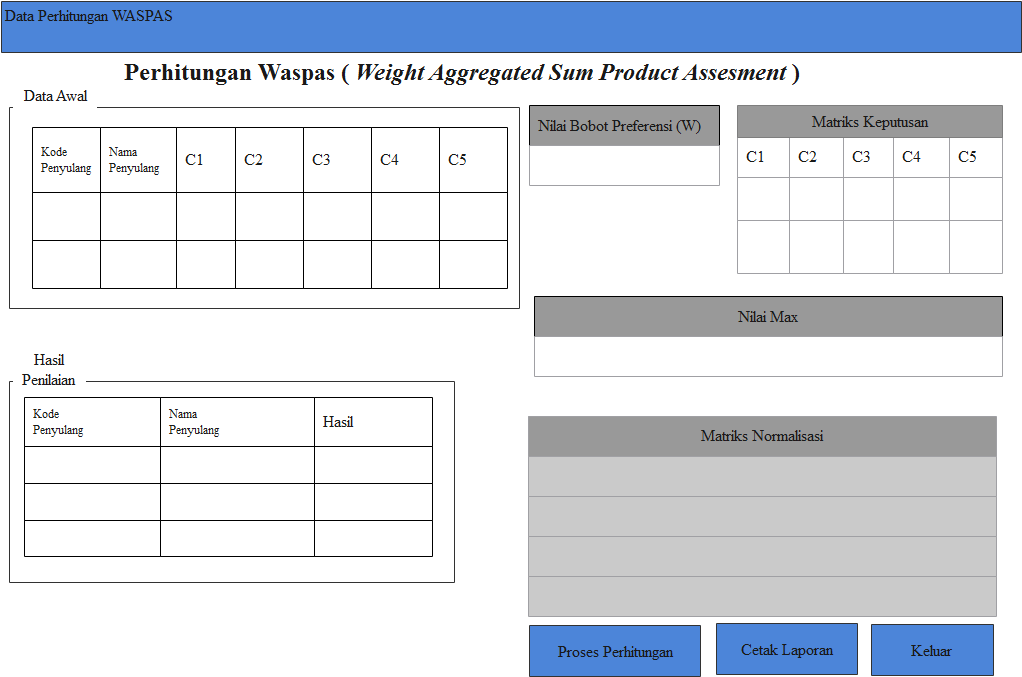 Data Perhitungan WASPAS
Perhitungan Waspas ( Weight Aggregated Sum Product Assesment )
Data Awal
Kode Penyulang
Nama Penyulang
C1
C2
C3
C4
C5
Nilai Bobot Preferensi (W)
Matriks Keputusan
C1
C2
C3
C4
C5
Nilai Max
Hasil
Penilaian
Kode Penyulang
Nama Penyulang
Hasil
Matriks Normalisasi
Proses Perhitungan
Cetak Laporan
Keluar